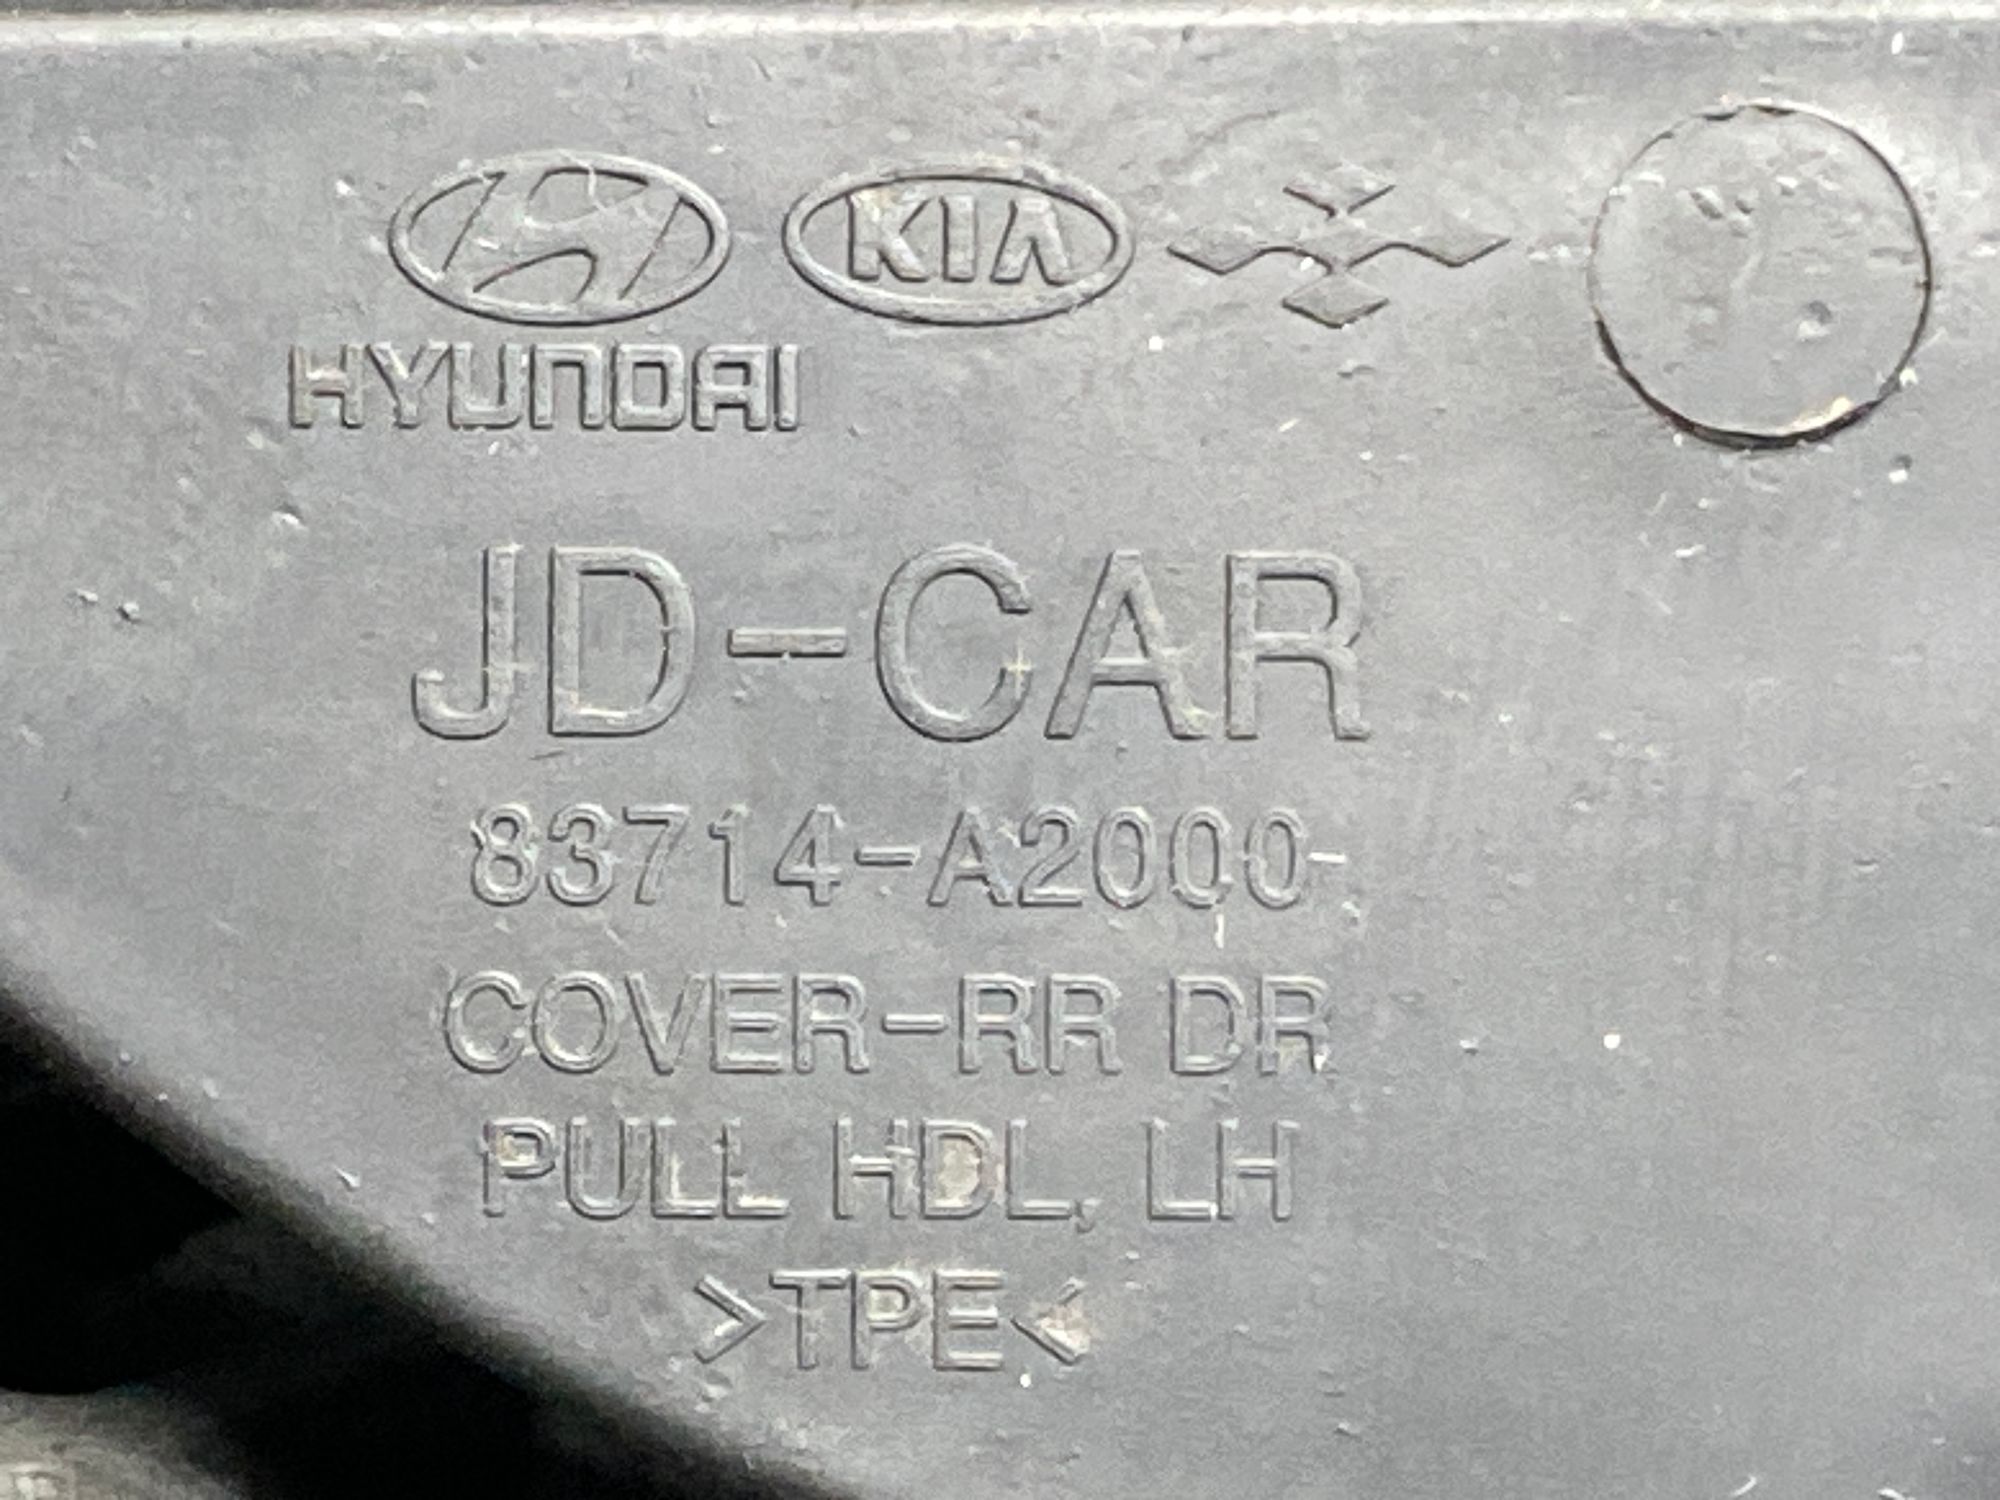 KIA
HYUNDAI
JD-CAR
83714-A2000-
COVER-RR DR
PULL HDL, LH
>TPE<